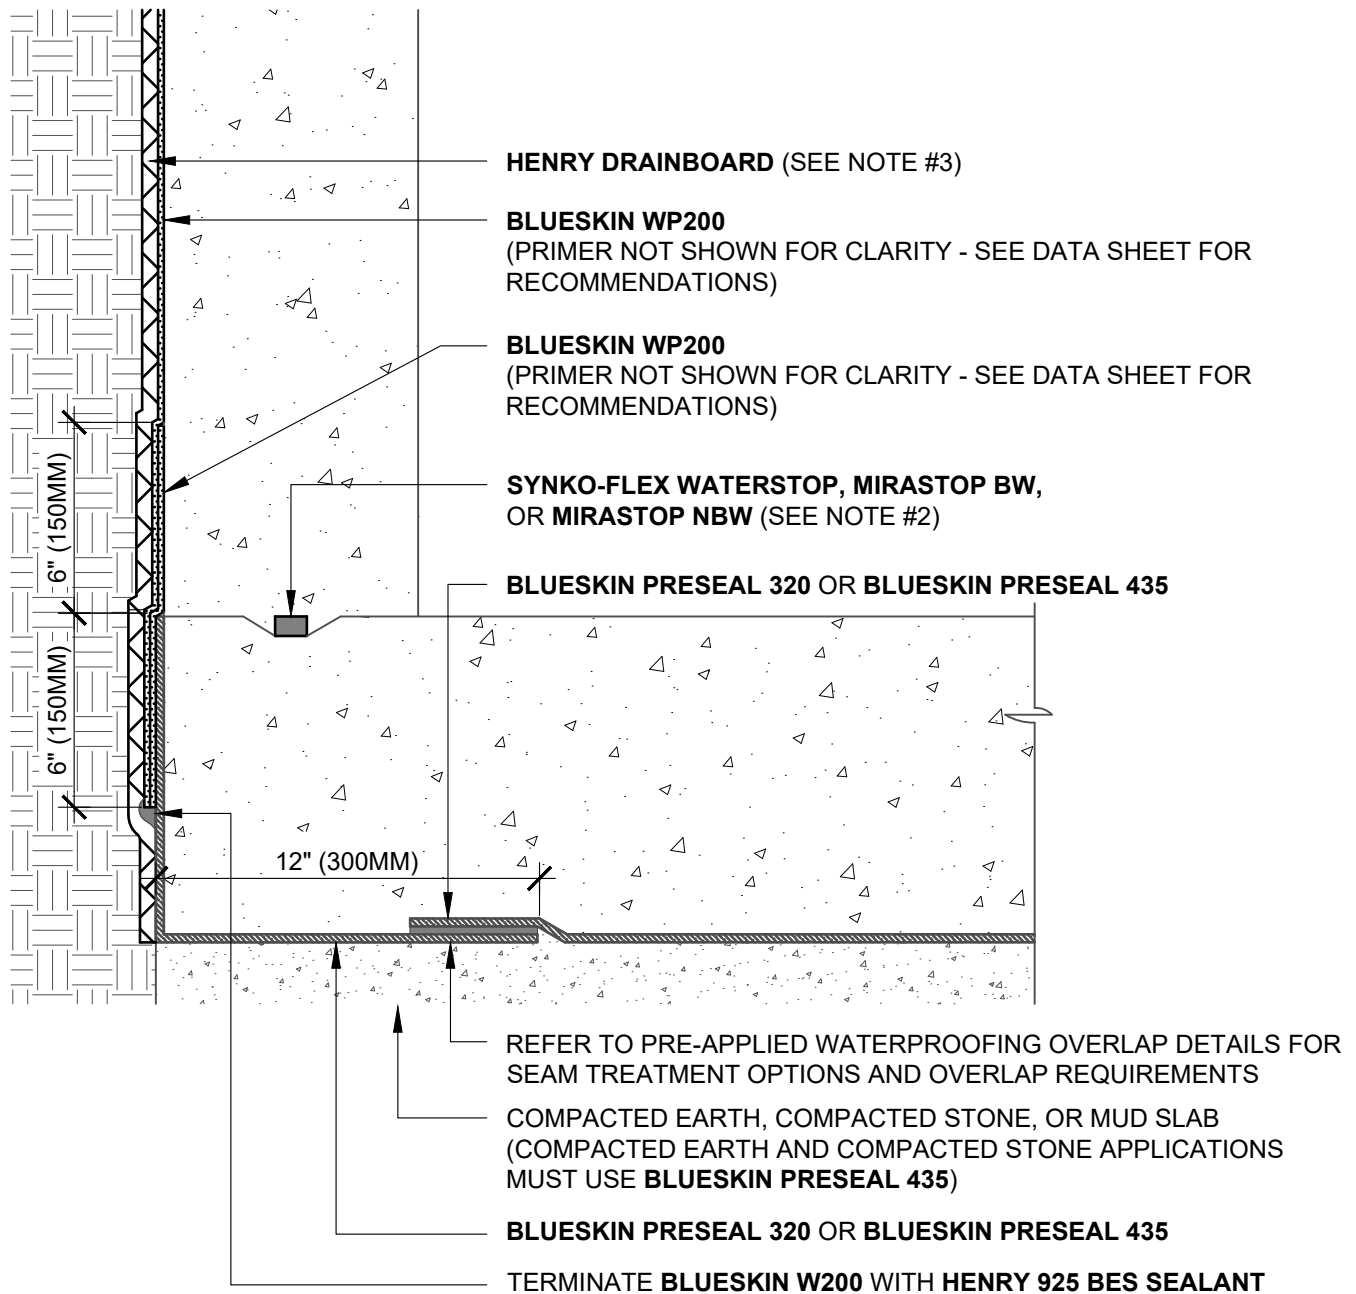 HENRY DRAINBOARD (SEE NOTE #3)
BLUESKIN WP200
(PRIMER NOT SHOWN FOR CLARITY - SEE DATA SHEET FOR
RECOMMENDATIONS)
BLUESKIN WP200
(PRIMER NOT SHOWN FOR CLARITY - SEE DATA SHEET FOR
RECOMMENDATIONS)
6" (150MM)
SYNKO-FLEX WATERSTOP, MIRASTOP BW,
OR MIRASTOP NBW (SEE NOTE #2)
BLUESKIN PRESEAL 320 OR BLUESKIN PRESEAL 435
6" (150MM)
12" (300MM)
REFER TO PRE-APPLIED WATERPROOFING OVERLAP DETAILS FOR
SEAM TREATMENT OPTIONS AND OVERLAP REQUIREMENTS
COMPACTED EARTH, COMPACTED STONE, OR MUD SLAB
(COMPACTED EARTH AND COMPACTED STONE APPLICATIONS
MUST USE BLUESKIN PRESEAL 435)
BLUESKIN PRESEAL 320 OR BLUESKIN PRESEAL 435
TERMINATE BLUESKIN W200 WITH HENRY 925 BES SEALANT